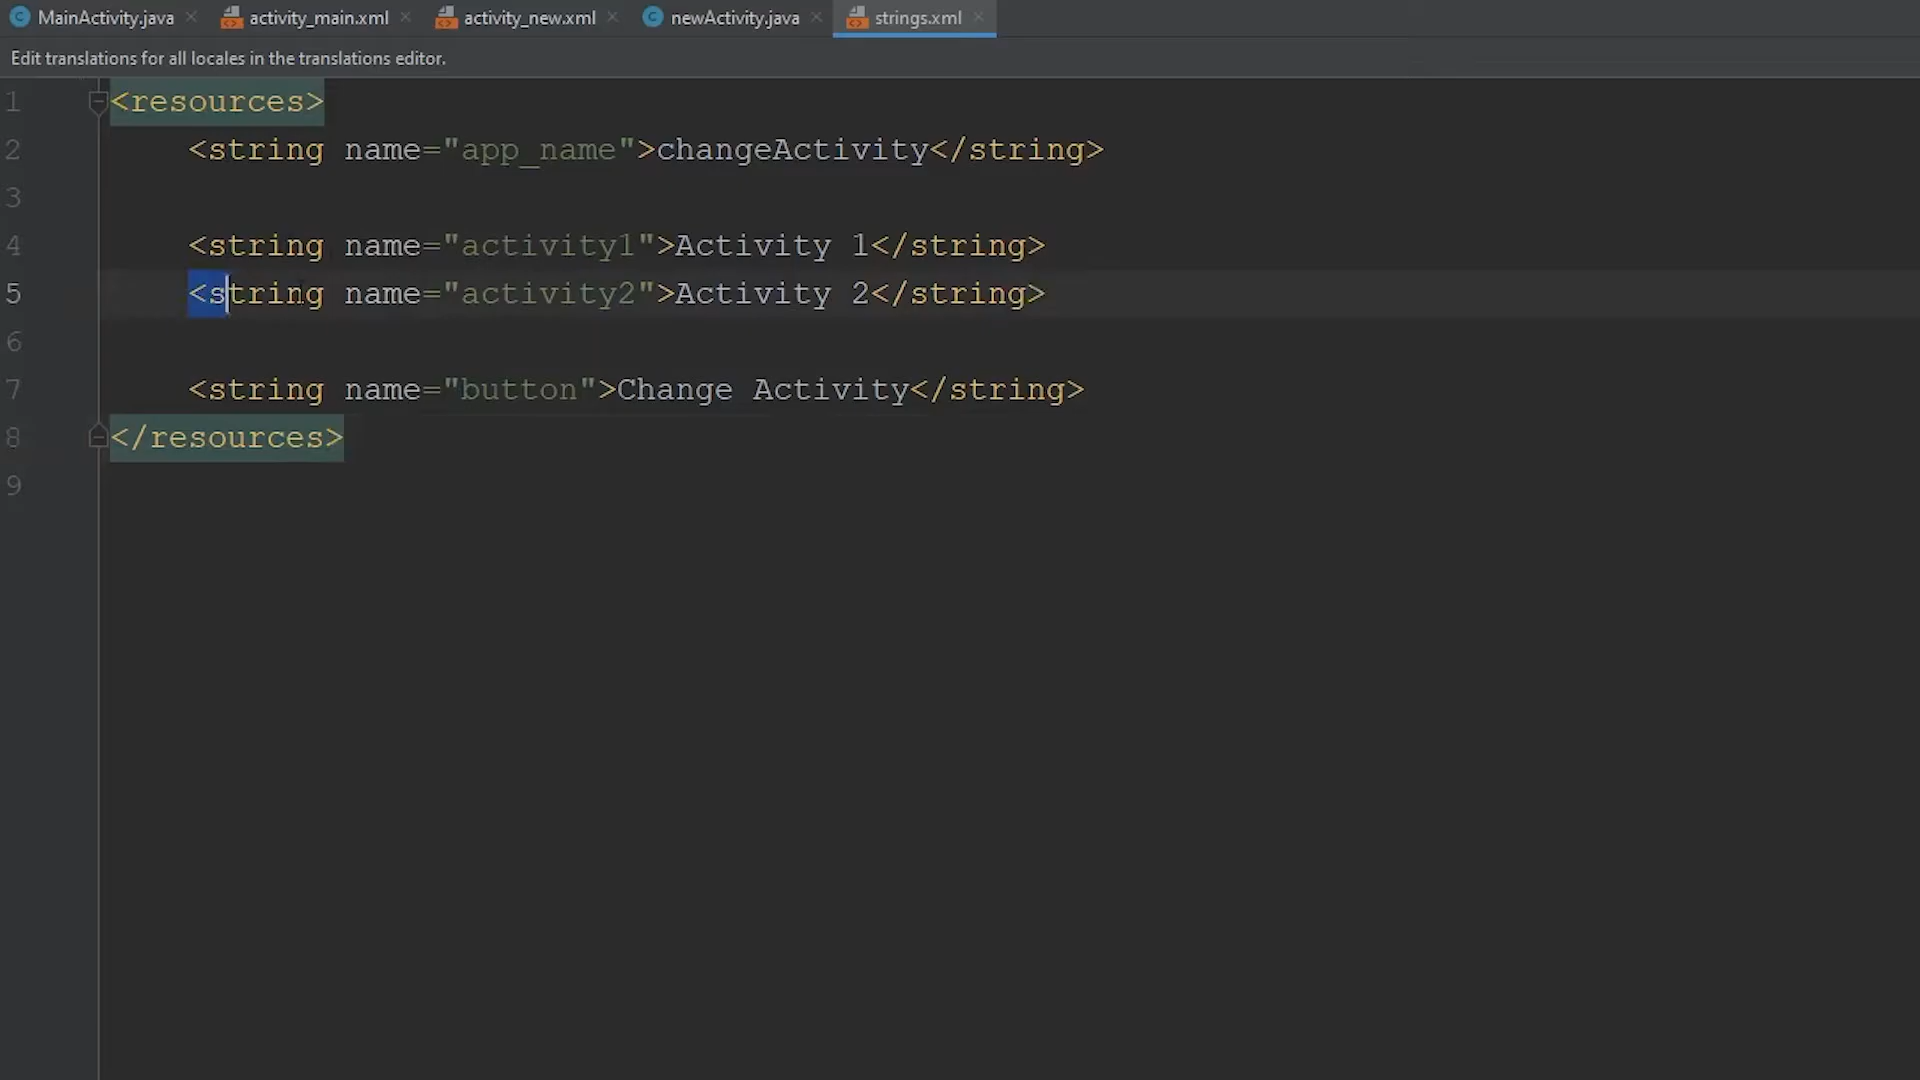 MainActivity.java activity_main.xml activity_new.xml newActivity.java strings.xml
Edit translations for all locales in the translations editor.
1 <resources>
2 <string name="app_name">changeActivity</string>
3
4 <string name="activity1">Activity 1</string>
5 <string name="activity2">Activity 2</string>
6
7 <string name="button">Change Activity</string>
8 </resources>
9